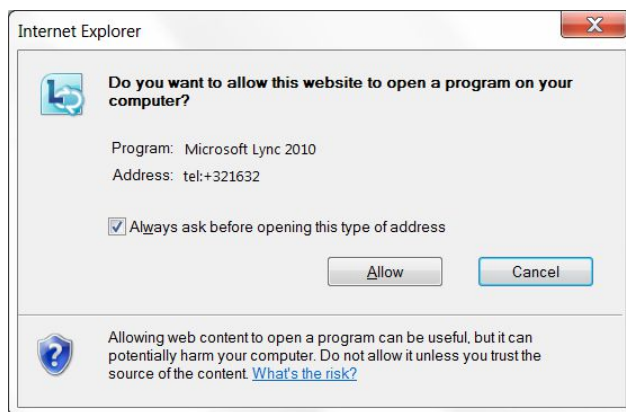 Internet Explorer
Do you want to allow this website to open a program on your
computer?
Program: Microsoft Lync 2010
Address: tel:+321632
Always ask before opening this type of address
Allow
Cancel
Allowing web content to open a program can be useful, but it can
potentially harm your computer. Do not allow it unless you trust the
source of the content. What's the risk?